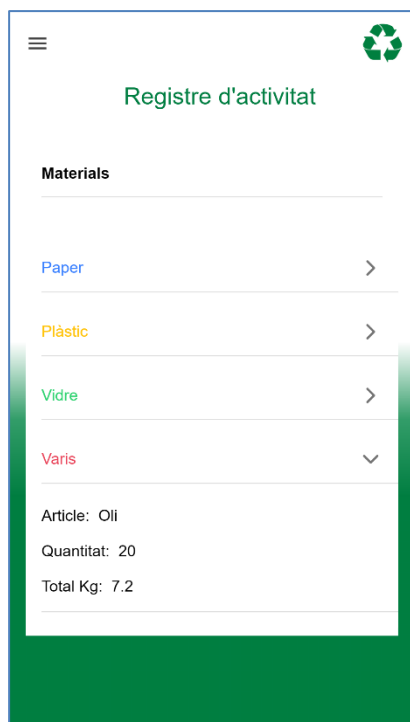 Registre d'activitat
Materials
Paper
Plàstic
Vidre
Varis
Article: Oli
Quantitat: 20
Total Kg: 7.2